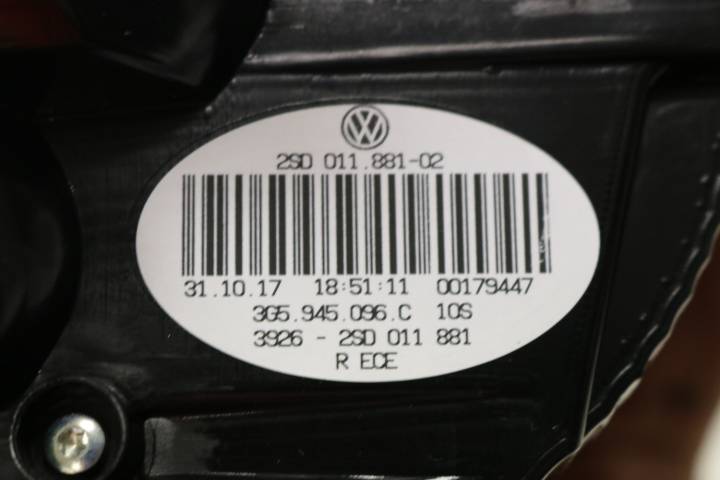 2SD 011.881-02
31.10.17 18:51:11 00179447
3G5.945.096.C 10S
3926 - 2SD 011 881
R ECE